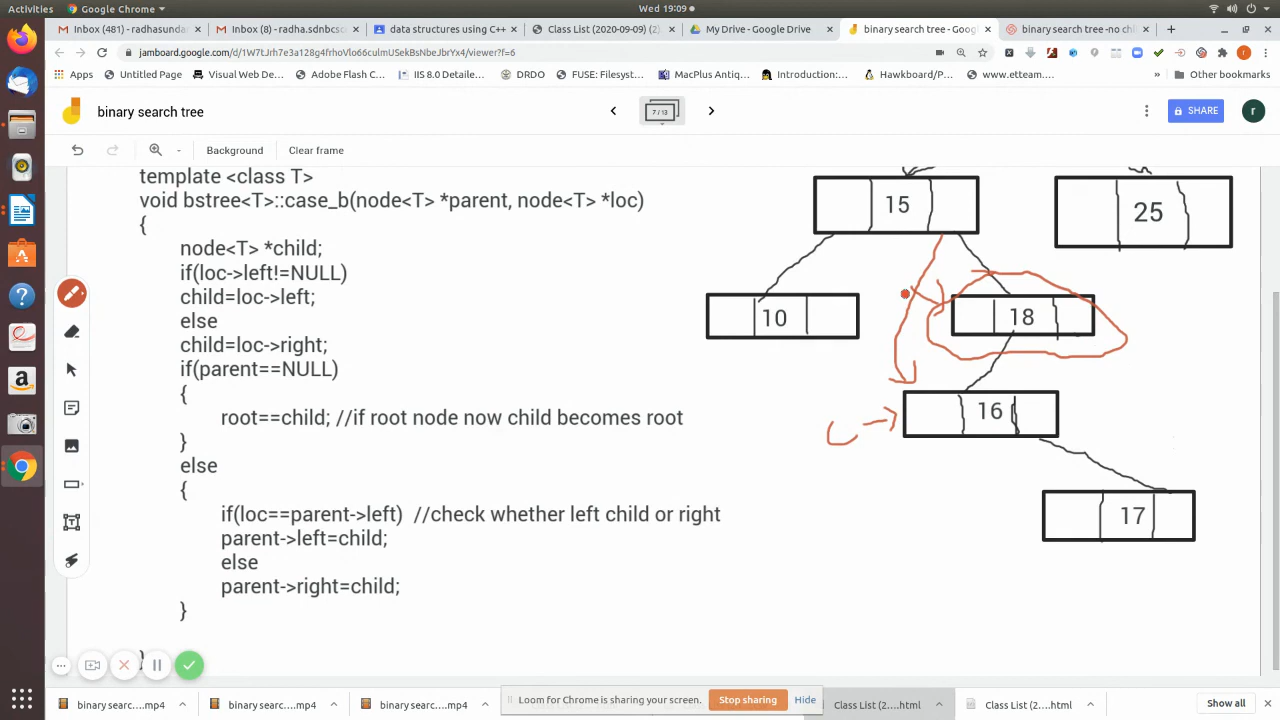 Activities
Google Chrome
Wed 19:09
Inbox (481) - radhasundar
Inbox (8) - radha.sdnbcsc
data structures using C++
Class List (2020-09-09) (2)
My Drive - Google Drive
binary search tree - Goog
binary search tree -no chi
jamboard.google.com/d/1W7tJrh7e3a128g4frhoVlo66culmUSekBsNbeJbrYx4/viewer?f=6
Apps
Untitled Page
Visual Web De...
Adobe Flash C...
IIS 8.0 Detaile...
DRDO
FUSE: Filesyst...
MacPlus Antiq...
Introduction:...
Hawkboard/P...
www.etteam....
Other bookmarks
binary search tree
7 / 13
SHARE
r
Background
Clear frame
template <class T>
void bstree<T>::case_b(node<T> *parent, node<T> *loc)
{
node<T> *child;
if(loc->left!=NULL)
child=loc->left;
else
child=loc->right;
if(parent==NULL)
{
root==child; //if root node now child becomes root
}
else
{
if(loc==parent->left) //check whether left child or right
parent->left=child;
else
parent->right=child;
}
}
15
25
10
18
16
17
Loom for Chrome is sharing your screen.
Stop sharing
Hide
binary searc....mp4
binary searc....mp4
binary searc....mp4
Class List (2....html
Class List (2....html
Show all